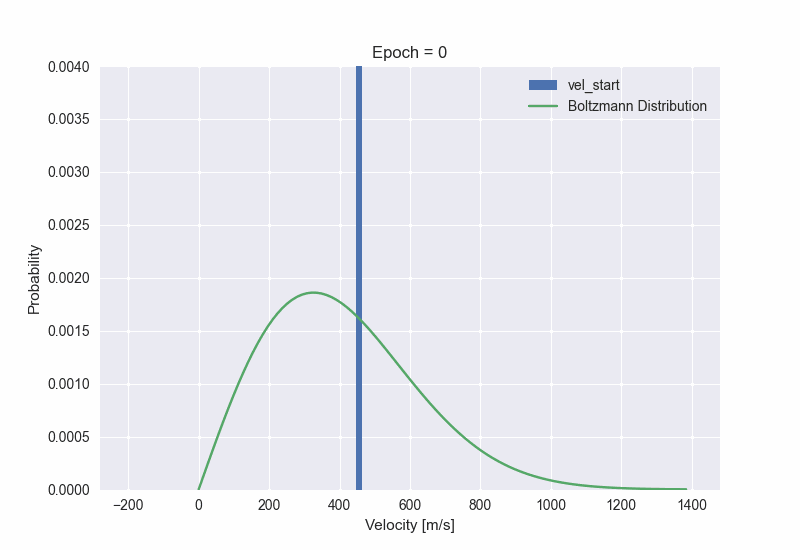 Epoch = 0
0.0040
0.0035
0.0030
0.0025
0.0020
0.0015
0.0010
0.0005
0.0000
Probability
vel_start
Boltzmann Distribution
−200 0 200 400 600 800 1000 1200 1400
Velocity [m/s]